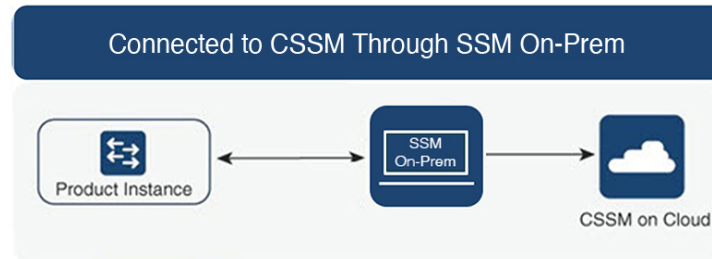 Connected to CSSM Through SSM On-Prem
SSM
On-Prem
Product Instance
CSSM on Cloud